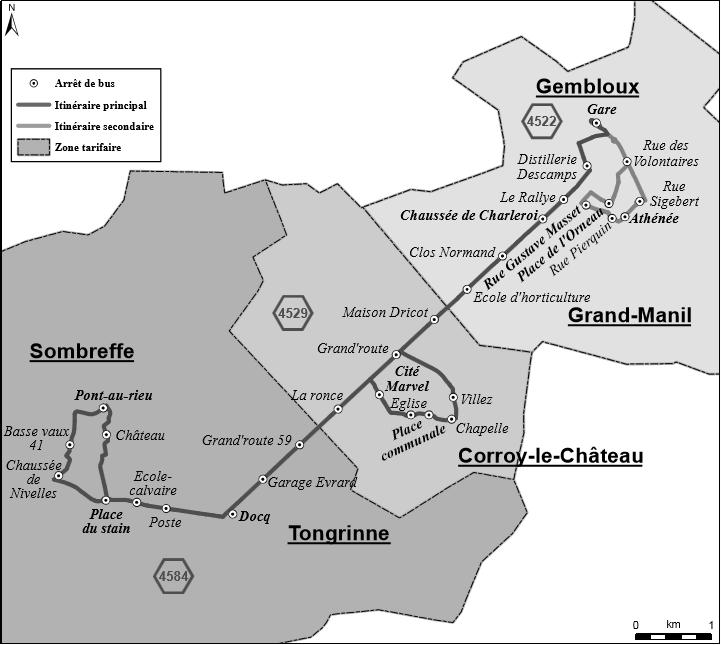 N
Arrêt de bus
Itinéraire principal
Itinéraire secondaire
Zone tarifaire
Gembloux
4522
Gare
Distillerie
Descamps
Rue des
Volontaires
Le Rallye
Rue
Sigebert
Chaussée de Charleroi
Rue Gustave Masset
Place de l'Orneau
Rue Pierquin
Athénée
Clos Normand
Ecole d'horticulture
Grand-Manil
4529
Maison Dricot
Grand'route
Sombreffe
Cité
Marvel
Eglise
Villez
La ronce
Place
communale
Chapelle
Pont-au-rieu
Basse vaux
41
Château
Grand'route 59
Corroy-le-Château
Chaussée
de
Nivelles
Ecole-
calvaire
Garage Evrard
Place
du stain
Poste
Docq
Tongrinne
4584
0 km 1